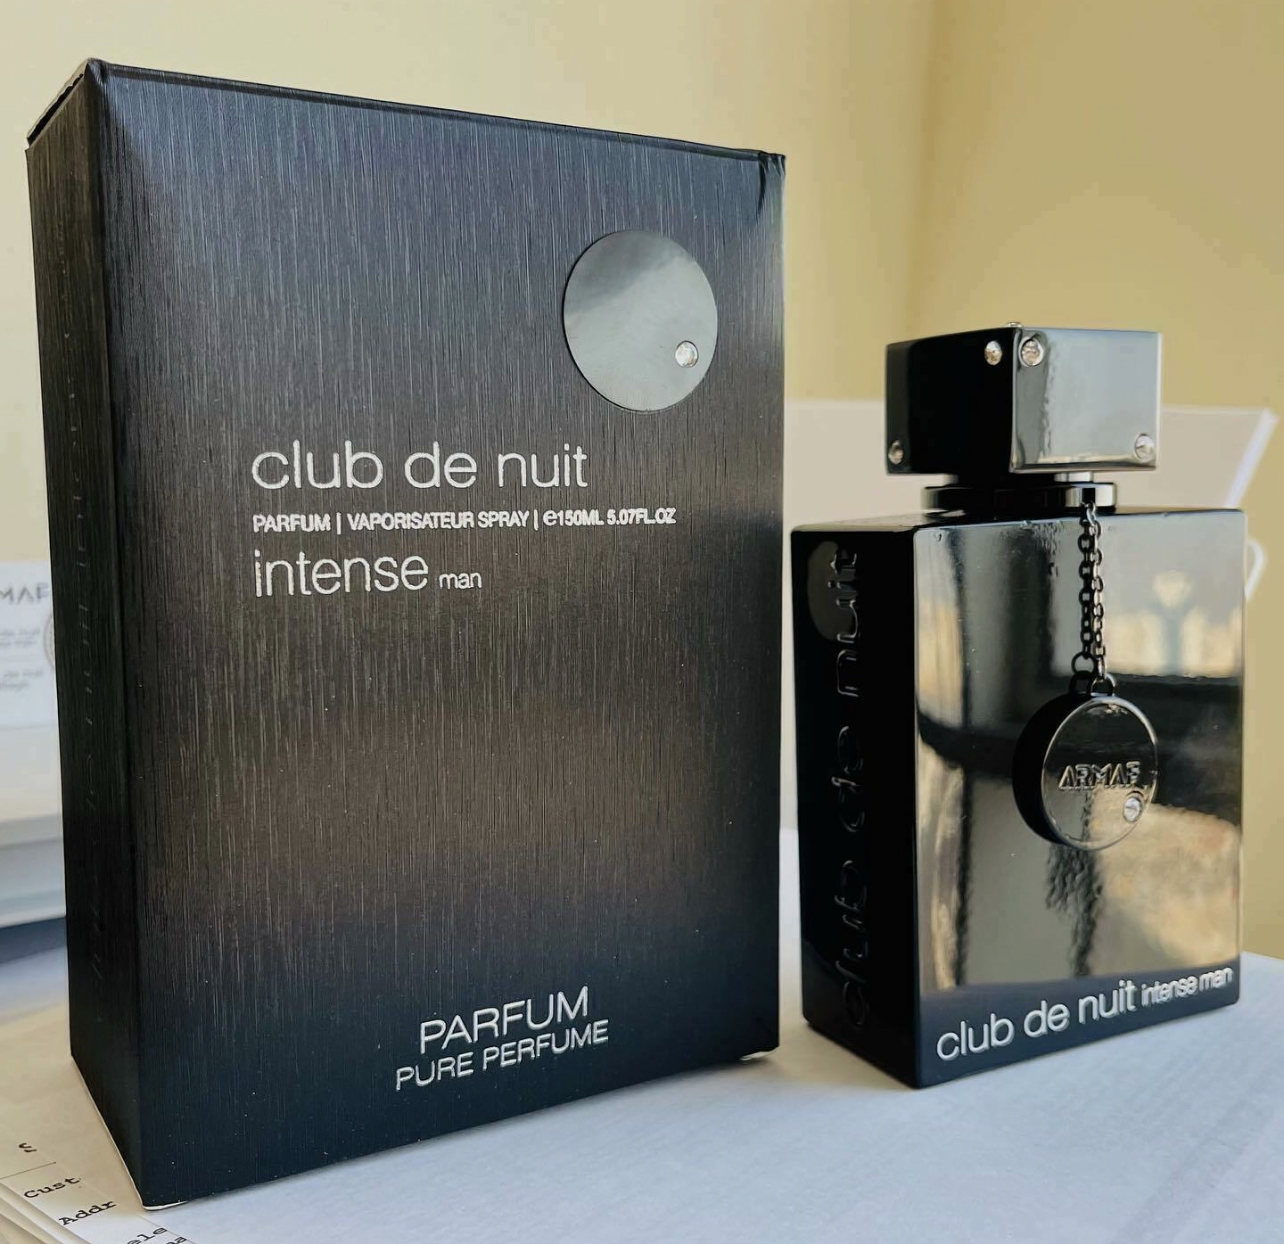 club de nuit
PARFUM | VAPORISATEUR SPRAY | ℮150ML 5.07FL.OZ
intense man
PARFUM
PURE PERFUME
club de nuit
ARMAF
club de nuit intense man
Cust
Addr